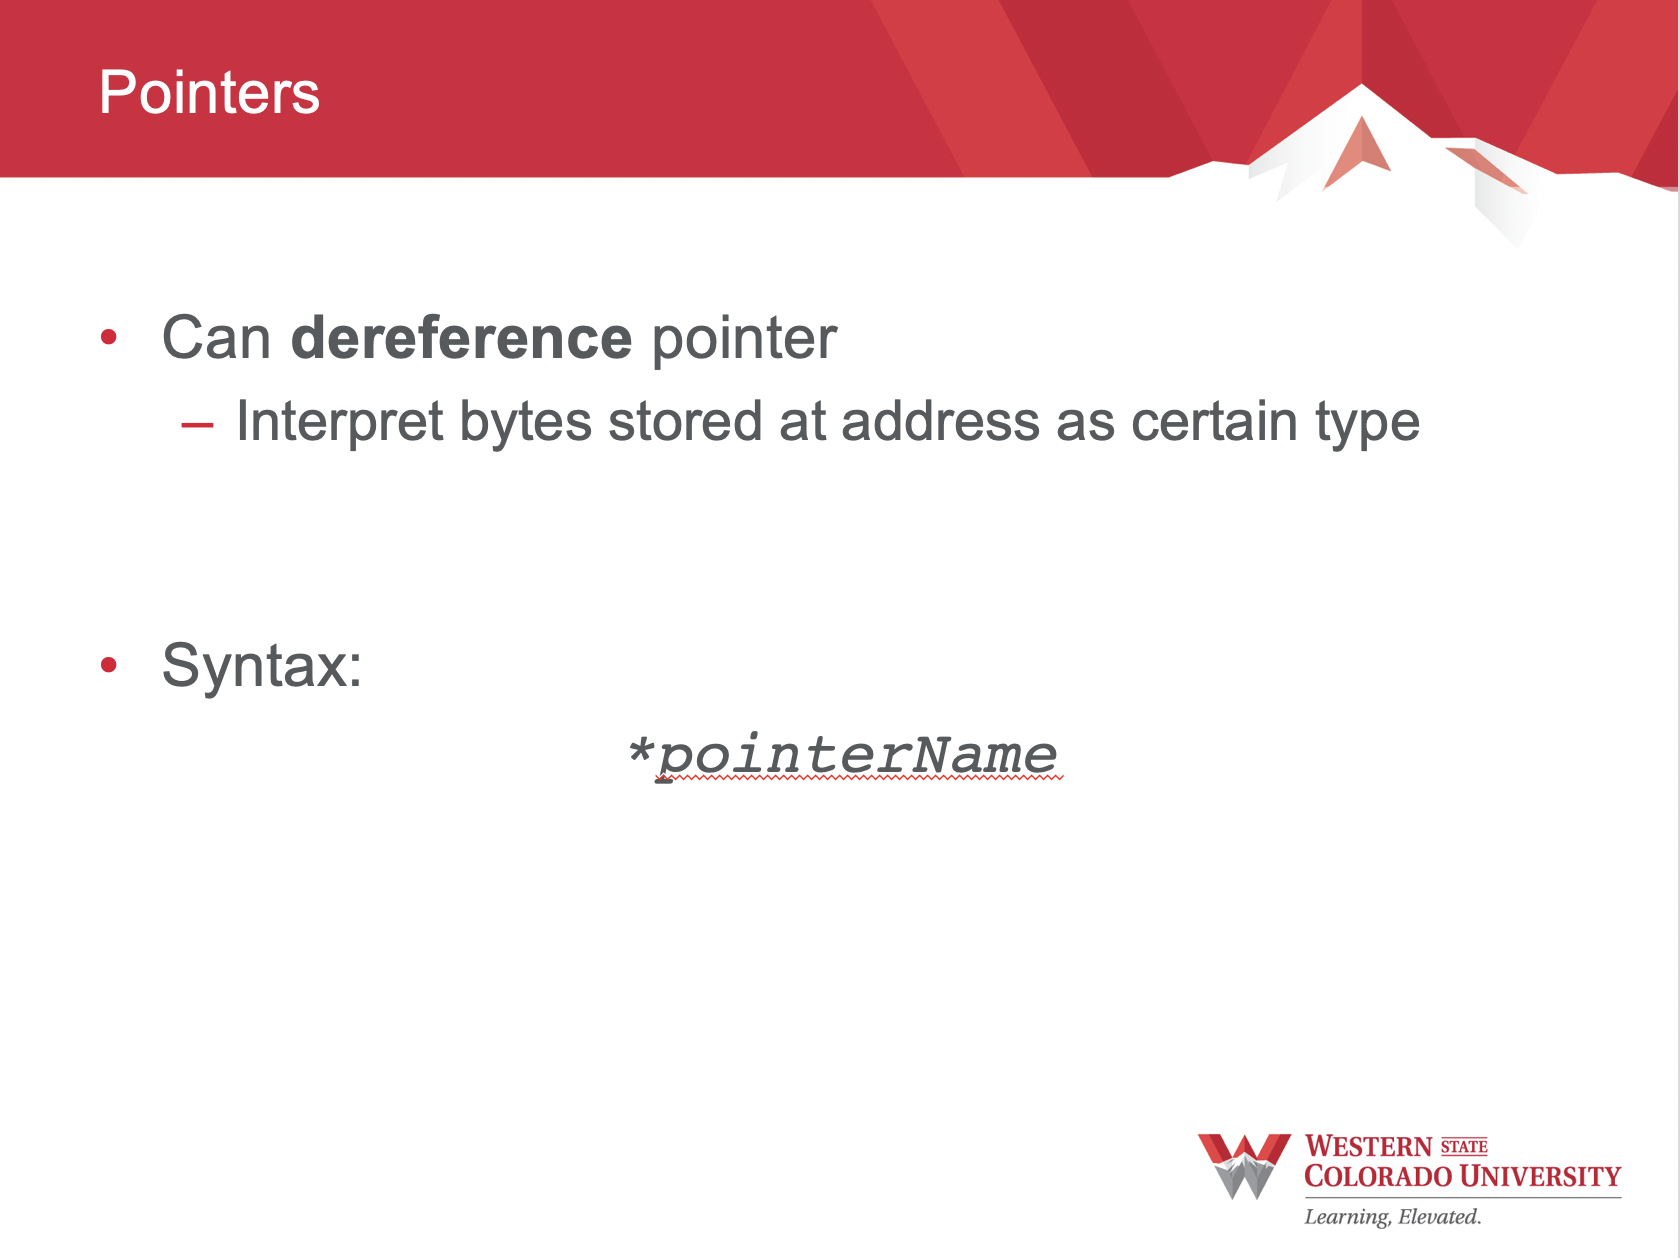 Pointers
• Can dereference pointer
– Interpret bytes stored at address as certain type
• Syntax:
*pointerName
WESTERN STATE
COLORADO UNIVERSITY
Learning, Elevated.